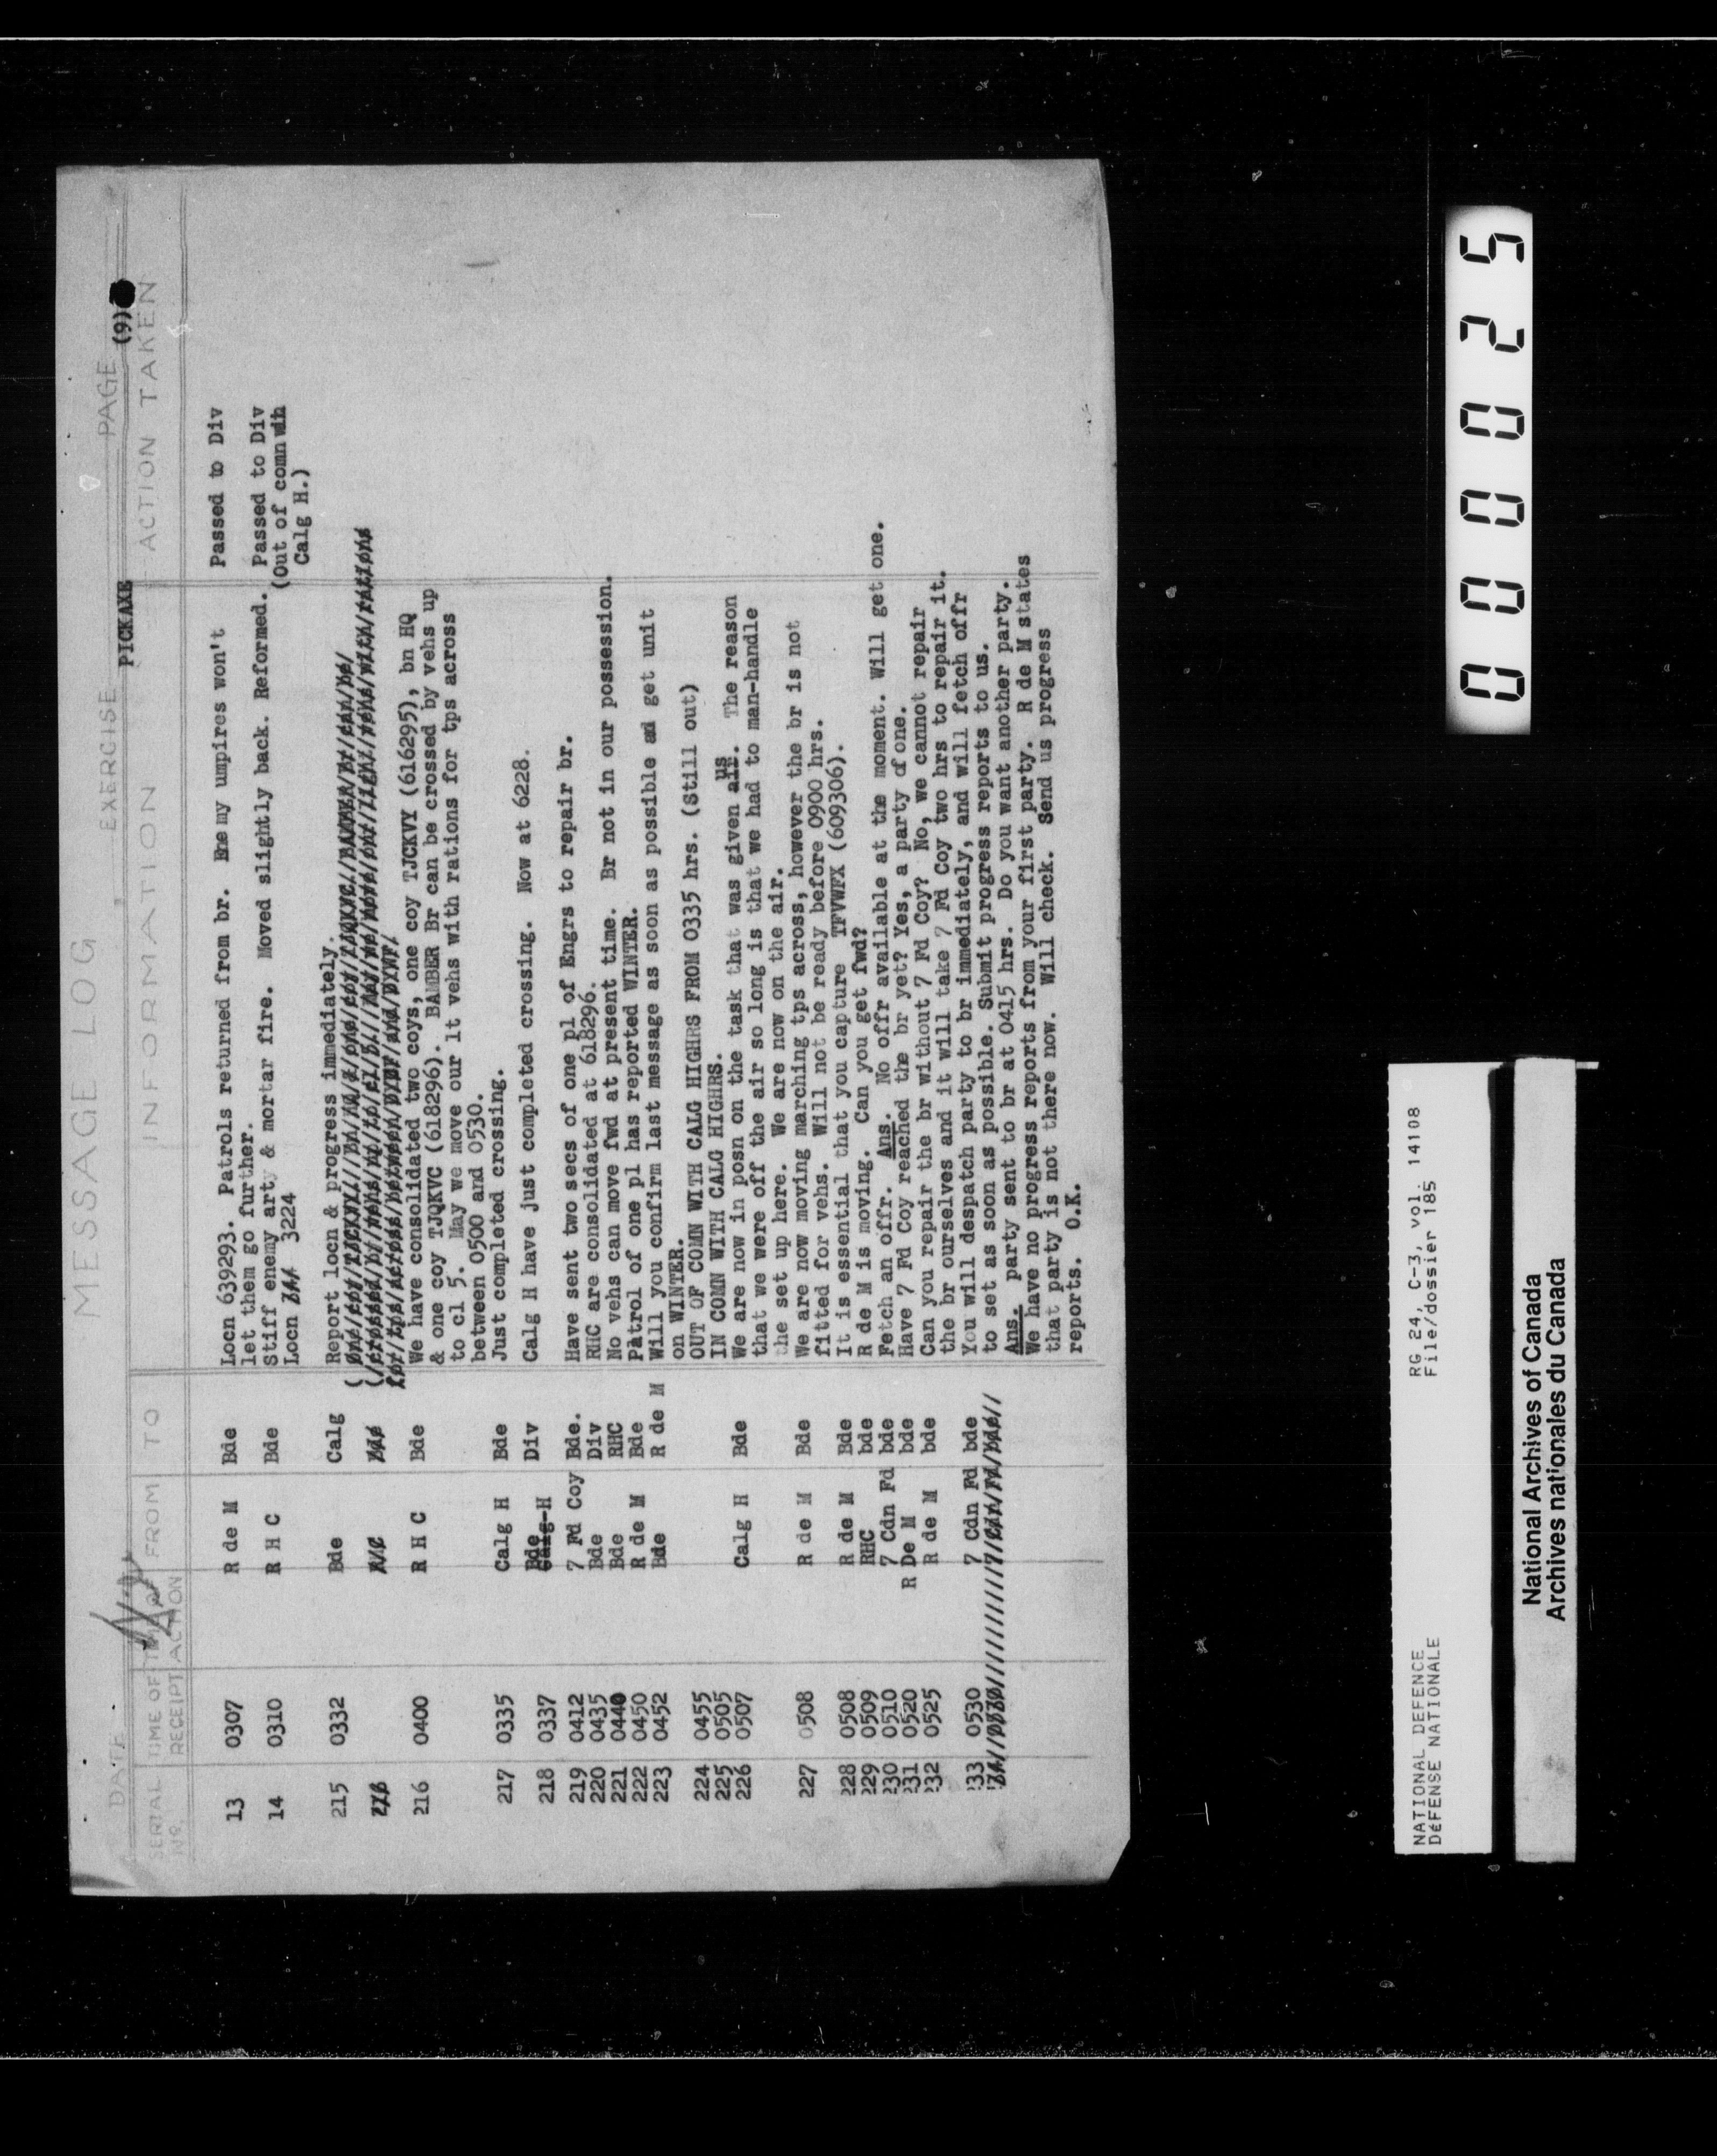 MESSAGE LOG
DATE EXERCISE PICKAXE PAGE (9)
SERIAL NO. TIME OF RECEIPT TIME OF ACTION FROM TO INFORMATION ACTION TAKEN
13 0307 R de M Bde Locn 639293. Patrols returned from br. Enemy umpires won't Passed to Div
let them go further.
14 0310 R H C Bde Stiff enemy arty & mortar fire. Moved slightly back. Reformed. Passed to Div
Locn 3224 (Out of comn with
Calg H.)
215 0332 Bde Calg Report locn & progress immediately.
216 0400 R H C Bde We have consolidated two coys, one coy TJCKVY (616295), bn HQ
& one coy TJQKVC (618296). BAMBER Br can be crossed by vehs up
to cl 5. May we move our lt vehs with rations for tps across
between 0500 and 0530.
217 0335 Calg H Bde Just completed crossing.
218 0337 Bde Calg-H Div Calg H have just completed crossing. Now at 6228.
219 0412 7 Fd Coy Bde. Have sent two secs of one pl of Engrs to repair br.
220 0435 Bde Div RHC are consolidated at 618296.
221 0440 Bde RHC No vehs can move fwd at present time. Br not in our possession.
222 0450 R de M Bde Patrol of one pl has reported WINTER.
223 0452 Bde R de M Will you confirm last message as soon as possible ad get unit
on WINTER.
224 0455 OUT OF COMN WITH CALG HIGHRS FROM 0335 hrs. (Still out)
225 0505 IN COMN WITH CALG HIGHRS.
226 0507 Calg H Bde We are now in posn on the task that was given us. The reason
that we were off the air so long is that we had to man-handle
the set up here. We are now on the air.
227 0508 R de M Bde We are now moving marching tps across, however the br is not
fitted for vehs. Will not be ready before 0900 hrs.
228 0508 R de M Bde It is essential that you capture TFVWFX (609306).
229 0509 RHC bde R de M is moving. Can you get fwd?
230 0510 7 Cdn Fd bde Fetch an offr. Ans. No offr available at the moment. Will get one.
231 0520 R De M bde Have 7 Fd Coy reached the br yet? Yes, a party of one.
232 0525 R de M bde Can you repair the br without 7 Fd Coy? No, we cannot repair
the br ourselves and it will take 7 Fd Coy two hrs to repair it.
233 0530 7 Cdn Fd bde You will despatch party to br immediately, and will fetch offr
to set as soon as possible. Submit progress reports to us.
Ans. party sent to br at 0415 hrs. Do you want another party.
We have no progress reports from your first party. R de M states
that party is not there now. Will check. Send us progress
reports. O.K.
NATIONAL DEFENCE RG 24, C-3, vol. 14108
DéFENSE NATIONALE File/dossier 185
National Archives of Canada
Archives nationales du Canada
000025